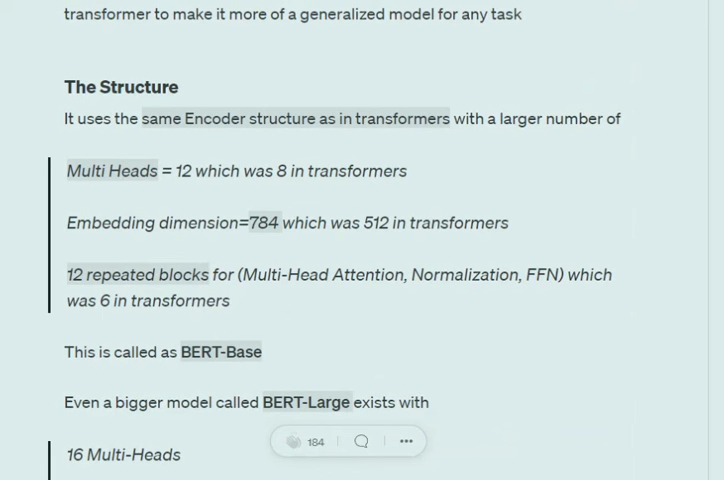 transformer to make it more of a generalized model for any task
The Structure
It uses the same Encoder structure as in transformers with a larger number of
Multi Heads = 12 which was 8 in transformers
Embedding dimension=784 which was 512 in transformers
12 repeated blocks for (Multi-Head Attention, Normalization, FFN) which
was 6 in transformers
This is called as BERT-Base
Even a bigger model called BERT-Large exists with
184
16 Multi-Heads